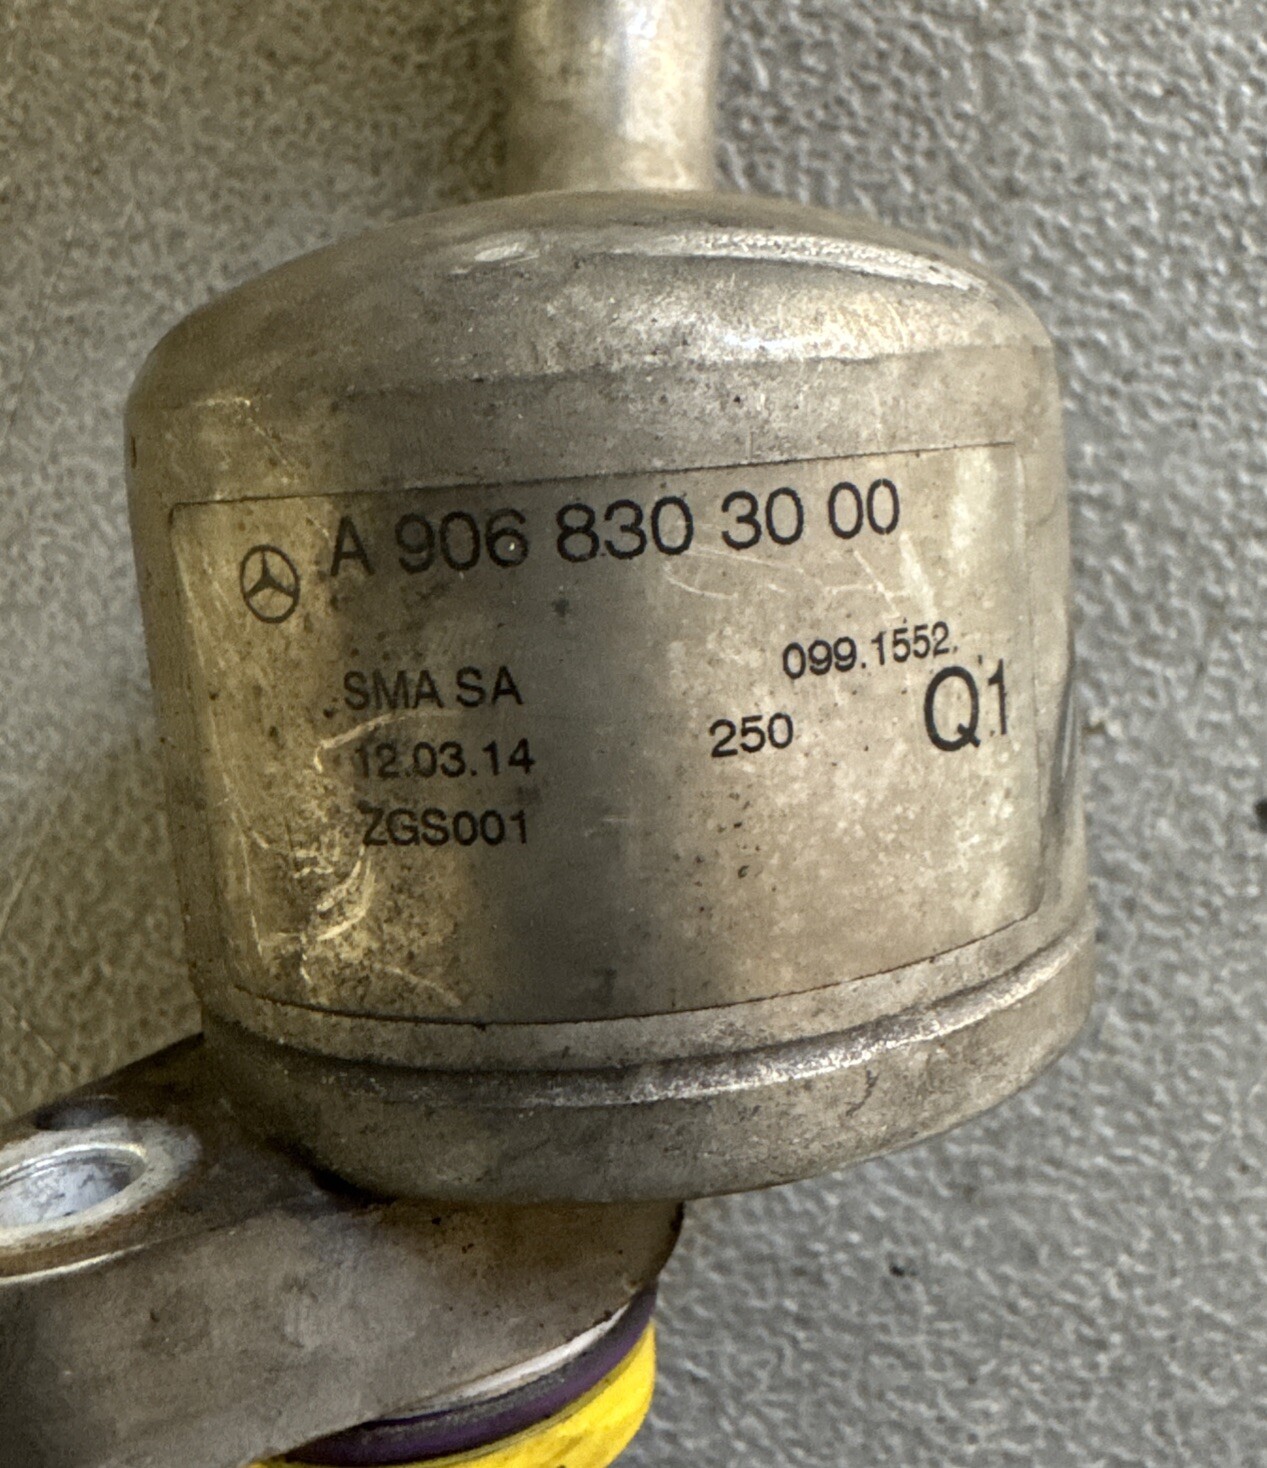 A 906 830 30 00
099.1552.
SMA SA
250 Q1
12.03.14
ZGS001